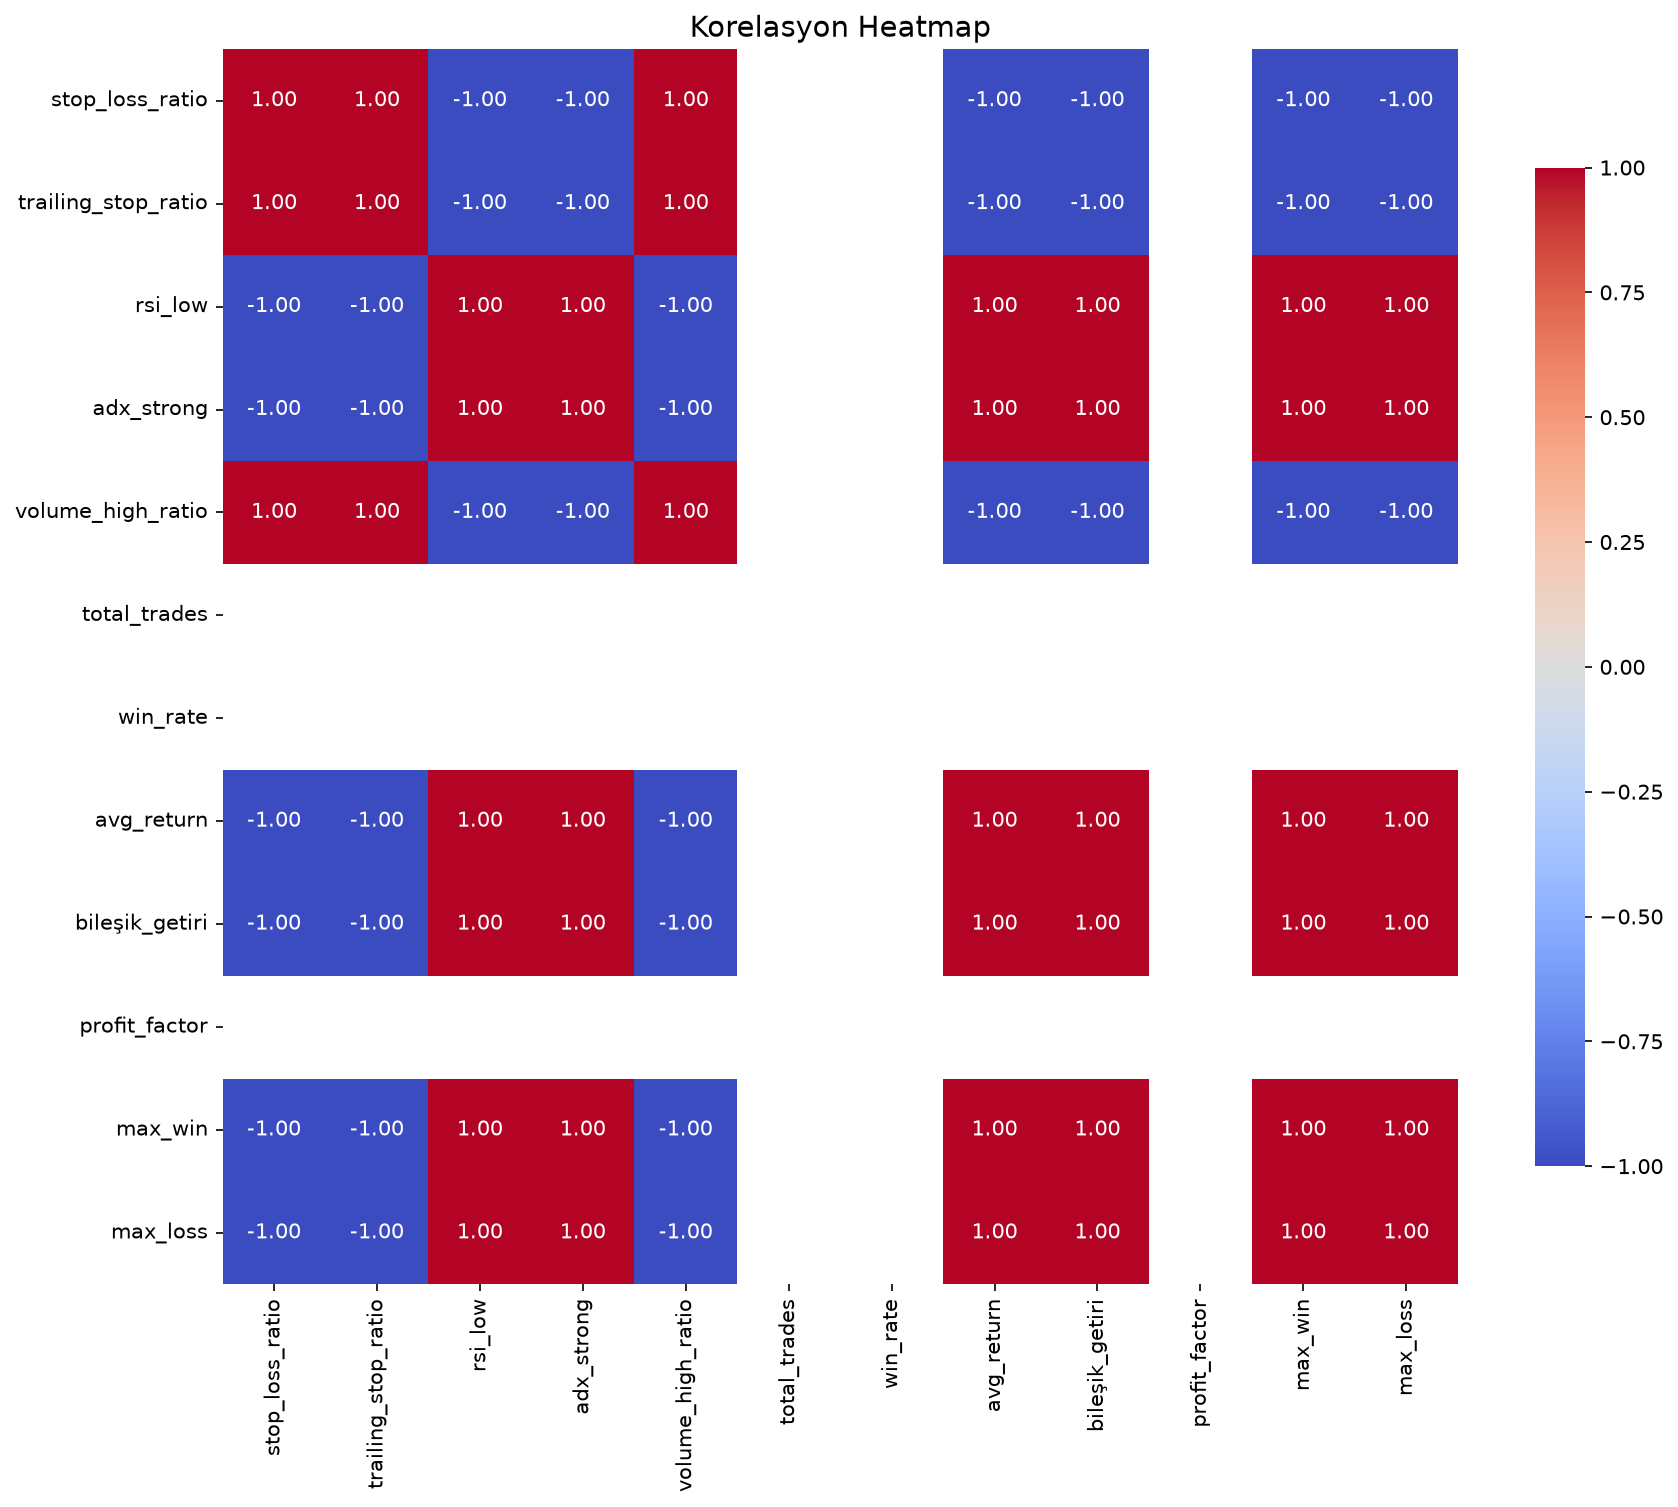 Korelasyon Heatmap
stop_loss_ratio 1.00 1.00 -1.00 -1.00 1.00 -1.00 -1.00 -1.00 -1.00
trailing_stop_ratio 1.00 1.00 -1.00 -1.00 1.00 -1.00 -1.00 -1.00 -1.00
rsi_low -1.00 -1.00 1.00 1.00 -1.00 1.00 1.00 1.00 1.00
adx_strong -1.00 -1.00 1.00 1.00 -1.00 1.00 1.00 1.00 1.00
volume_high_ratio 1.00 1.00 -1.00 -1.00 1.00 -1.00 -1.00 -1.00 -1.00
total_trades
win_rate
avg_return -1.00 -1.00 1.00 1.00 -1.00 1.00 1.00 1.00 1.00
bileşik_getiri -1.00 -1.00 1.00 1.00 -1.00 1.00 1.00 1.00 1.00
profit_factor
max_win -1.00 -1.00 1.00 1.00 -1.00 1.00 1.00 1.00 1.00
max_loss -1.00 -1.00 1.00 1.00 -1.00 1.00 1.00 1.00 1.00
stop_loss_ratio
trailing_stop_ratio
rsi_low
adx_strong
volume_high_ratio
total_trades
win_rate
avg_return
bileşik_getiri
profit_factor
max_win
max_loss
1.00
0.75
0.50
0.25
0.00
−0.25
−0.50
−0.75
−1.00